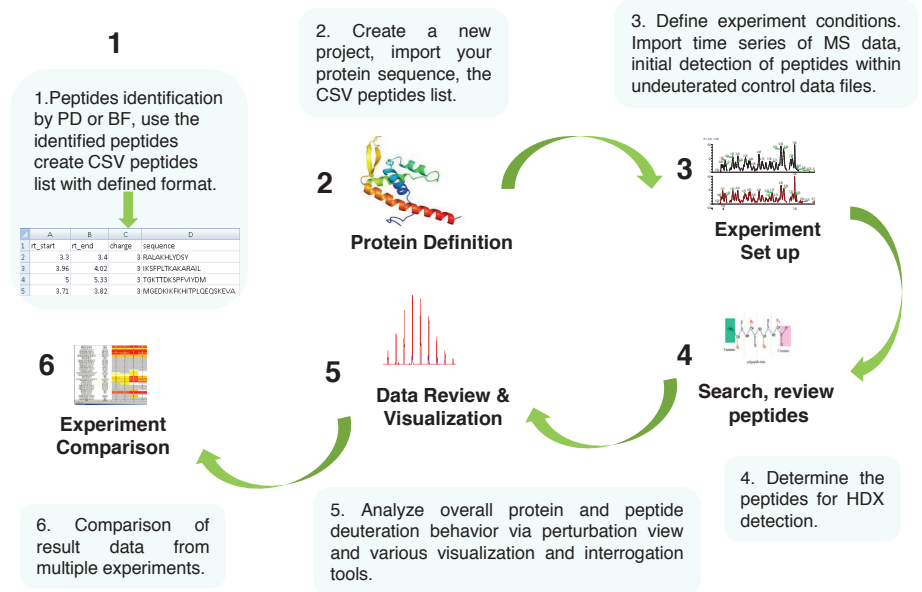 1
1.Peptides identification
by PD or BF, use the
identified peptides
create CSV peptides
list with defined format.
A B C D
1 rt_start rt_end charge sequence
2 3.3 3.4 3 RALAKHLYDSY
3 3.96 4.02 3 IKSFPLTKAKARAIL
4 5 5.33 3 TGKTTDKSPFVIYDM
5 3.71 3.82 3 MGEDKIKFKHITPLQEQSKEVA
2. Create a new
project, import your
protein sequence, the
CSV peptides list.
2
Protein Definition
3. Define experiment conditions.
Import time series of MS data,
initial detection of peptides within
undeuterated control data files.
3
Experiment
Set up
4
Search, review
peptides
4. Determine the
peptides for HDX
detection.
5
Data Review &
Visualization
5. Analyze overall protein and peptide
deuteration behavior via perturbation view
and various visualization and interrogation
tools.
6
Experiment
Comparison
6. Comparison of
result data from
multiple experiments.